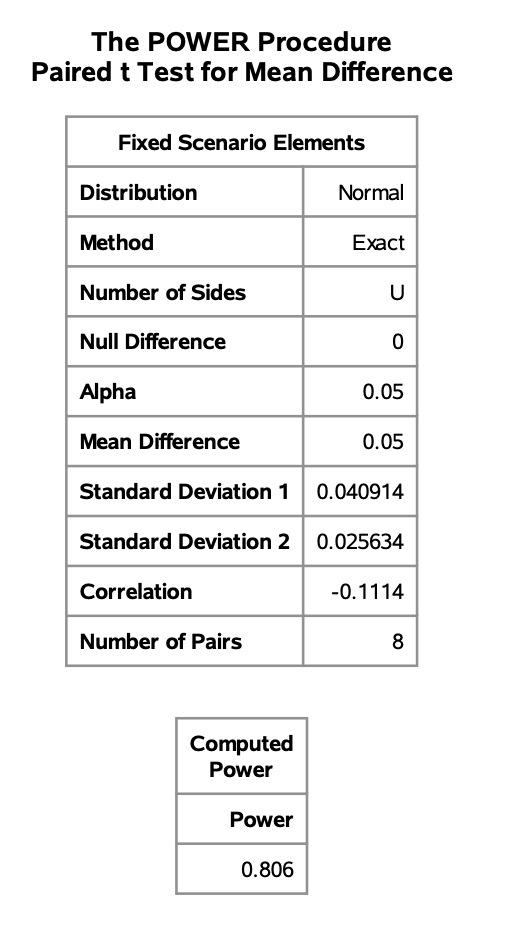 The POWER Procedure
Paired t Test for Mean Difference
Fixed Scenario Elements
Distribution Normal
Method Exact
Number of Sides U
Null Difference 0
Alpha 0.05
Mean Difference 0.05
Standard Deviation 1 0.040914
Standard Deviation 2 0.025634
Correlation -0.1114
Number of Pairs 8
Computed
Power
Power
0.806